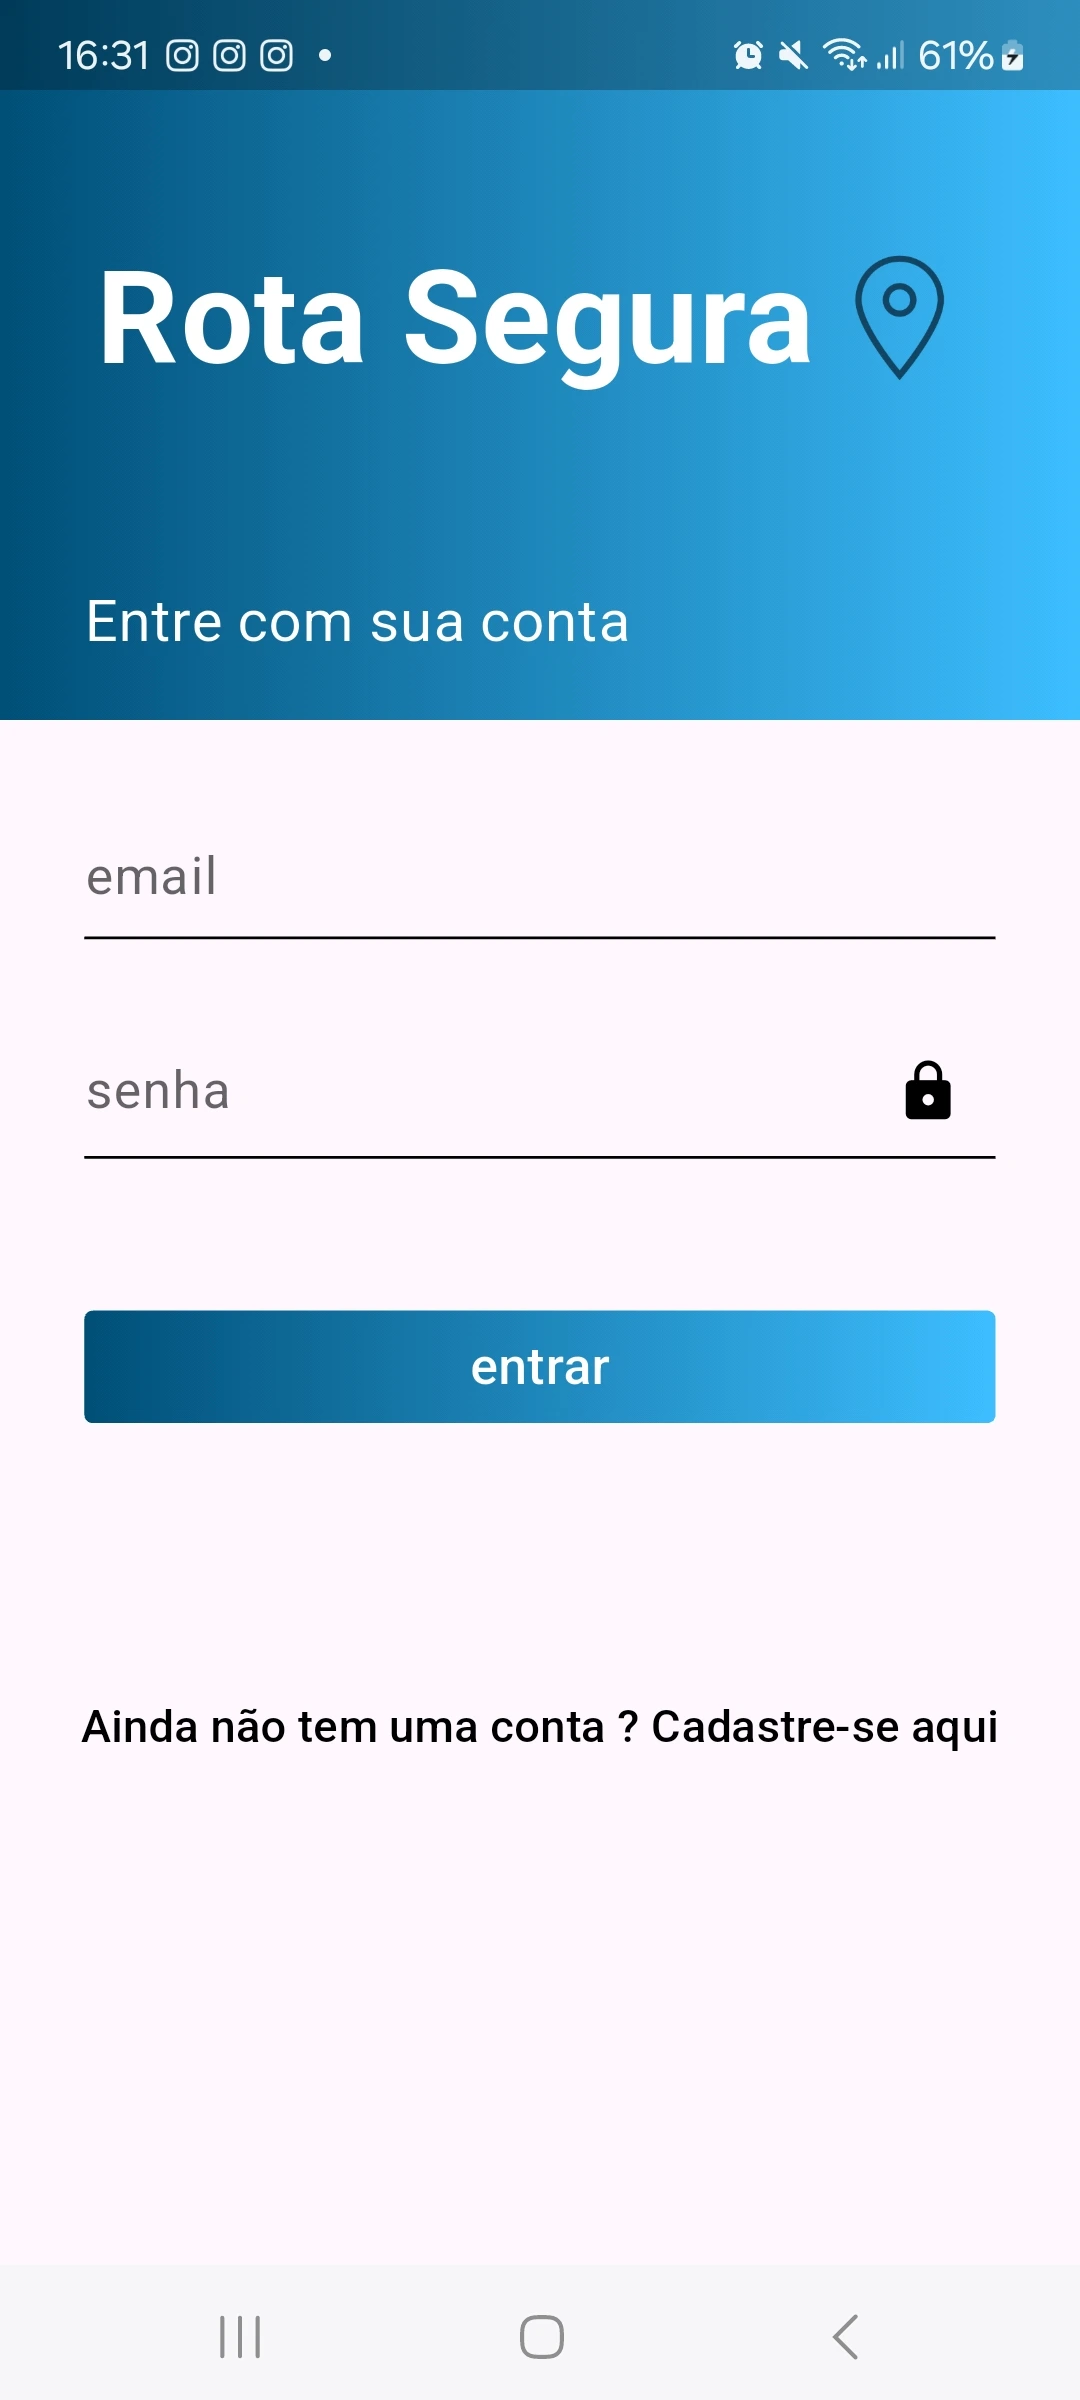 16:31 61%
Rota Segura
Entre com sua conta
email
senha
entrar
Ainda não tem uma conta ? Cadastre-se aqui